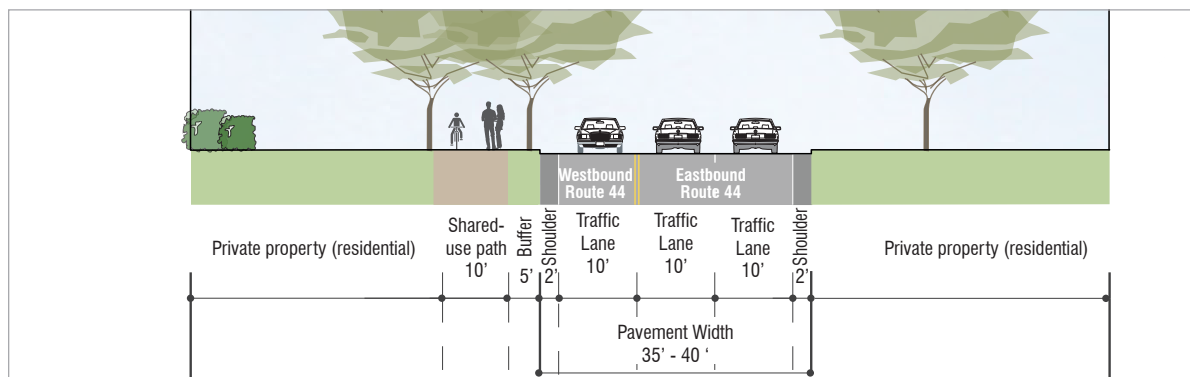 Westbound
Route 44
Eastbound
Route 44
Private property (residential)
Shared-
use path
10’
Buffer
5’
Shoulder
2’
Traffic
Lane
10’
Traffic
Lane
10’
Traffic
Lane
10’
Shoulder
2’
Private property (residential)
Pavement Width
35’ - 40 ‘